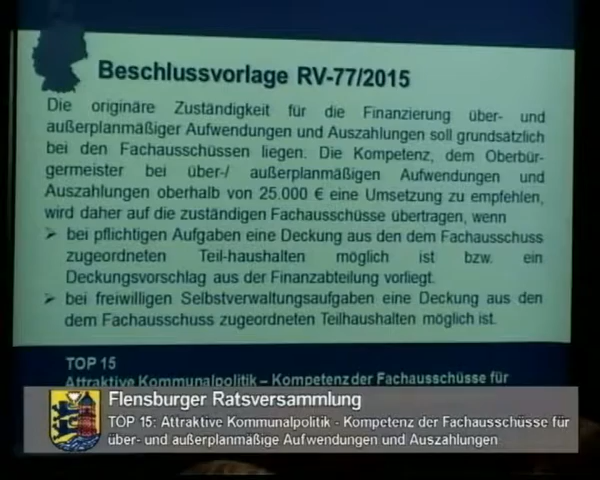 Beschlussvorlage RV-77/2015
Die originäre Zuständigkeit für die Finanzierung über- und
außerplanmäßiger Aufwendungen und Auszahlungen soll grundsätzlich
bei den Fachausschüssen liegen. Die Kompetenz, dem Oberbür-
germeister bei über-/ außerplanmäßigen Aufwendungen und
Auszahlungen oberhalb von 25.000 € eine Umsetzung zu empfehlen,
wird daher auf die zuständigen Fachausschüsse übertragen, wenn
➢ bei pflichtigen Aufgaben eine Deckung aus den dem Fachausschuss
zugeordneten Teil-haushalten möglich ist bzw. ein
Deckungsvorschlag aus der Finanzabteilung vorliegt.
➢ bei freiwilligen Selbstverwaltungsaufgaben eine Deckung aus den
dem Fachausschuss zugeordneten Teilhaushalten möglich ist.
TOP 15
Attraktive Kommunalpolitik – Kompetenz der Fachausschüsse für
Flensburger Ratsversammlung
TOP 15: Attraktive Kommunalpolitik - Kompetenz der Fachausschüsse für
über- und außerplanmäßige Aufwendungen und Auszahlungen